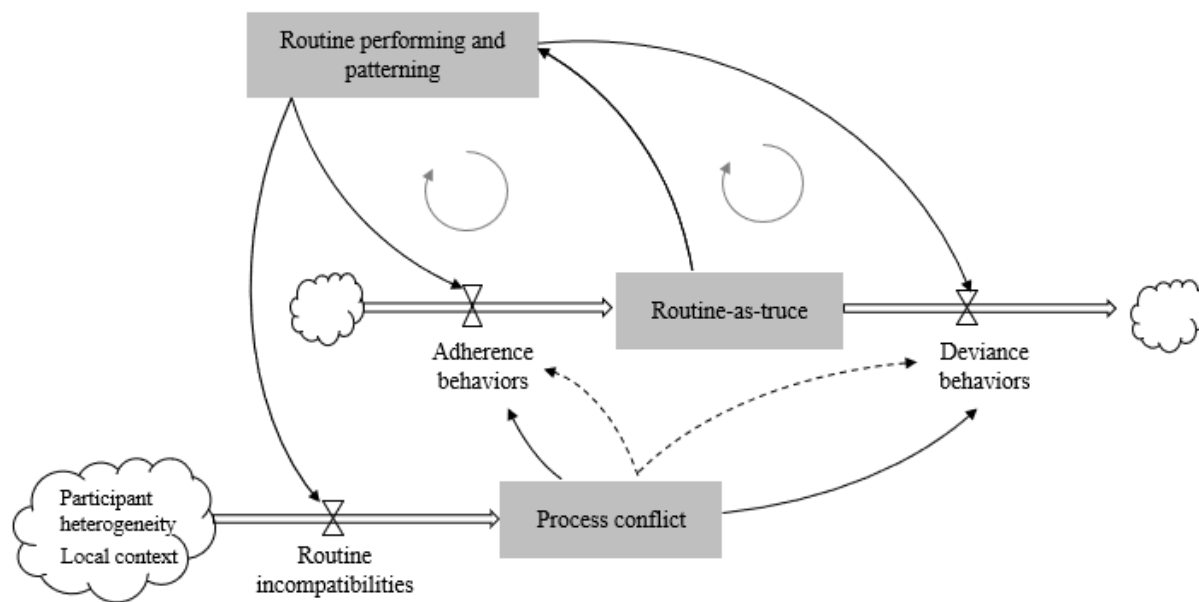 Routine performing and
patterning
Routine-as-truce
Adherence
behaviors
Deviance
behaviors
Participant
heterogeneity
Local context
Process conflict
Routine
incompatibilities